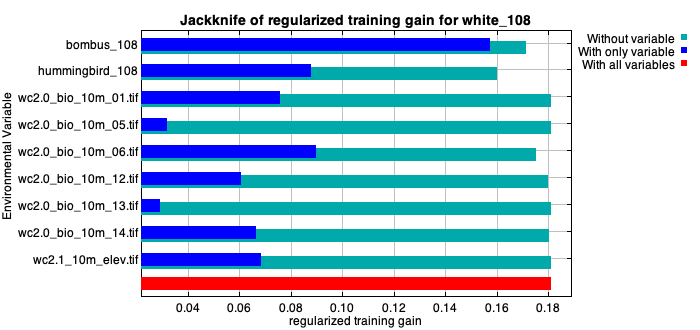 Jackknife of regularized training gain for white_108
Without variable
With only variable
With all variables
Environmental Variable
bombus_108
hummingbird_108
wc2.0_bio_10m_01.tif
wc2.0_bio_10m_05.tif
wc2.0_bio_10m_06.tif
wc2.0_bio_10m_12.tif
wc2.0_bio_10m_13.tif
wc2.0_bio_10m_14.tif
wc2.1_10m_elev.tif
0.04 0.06 0.08 0.10 0.12 0.14 0.16 0.18
regularized training gain